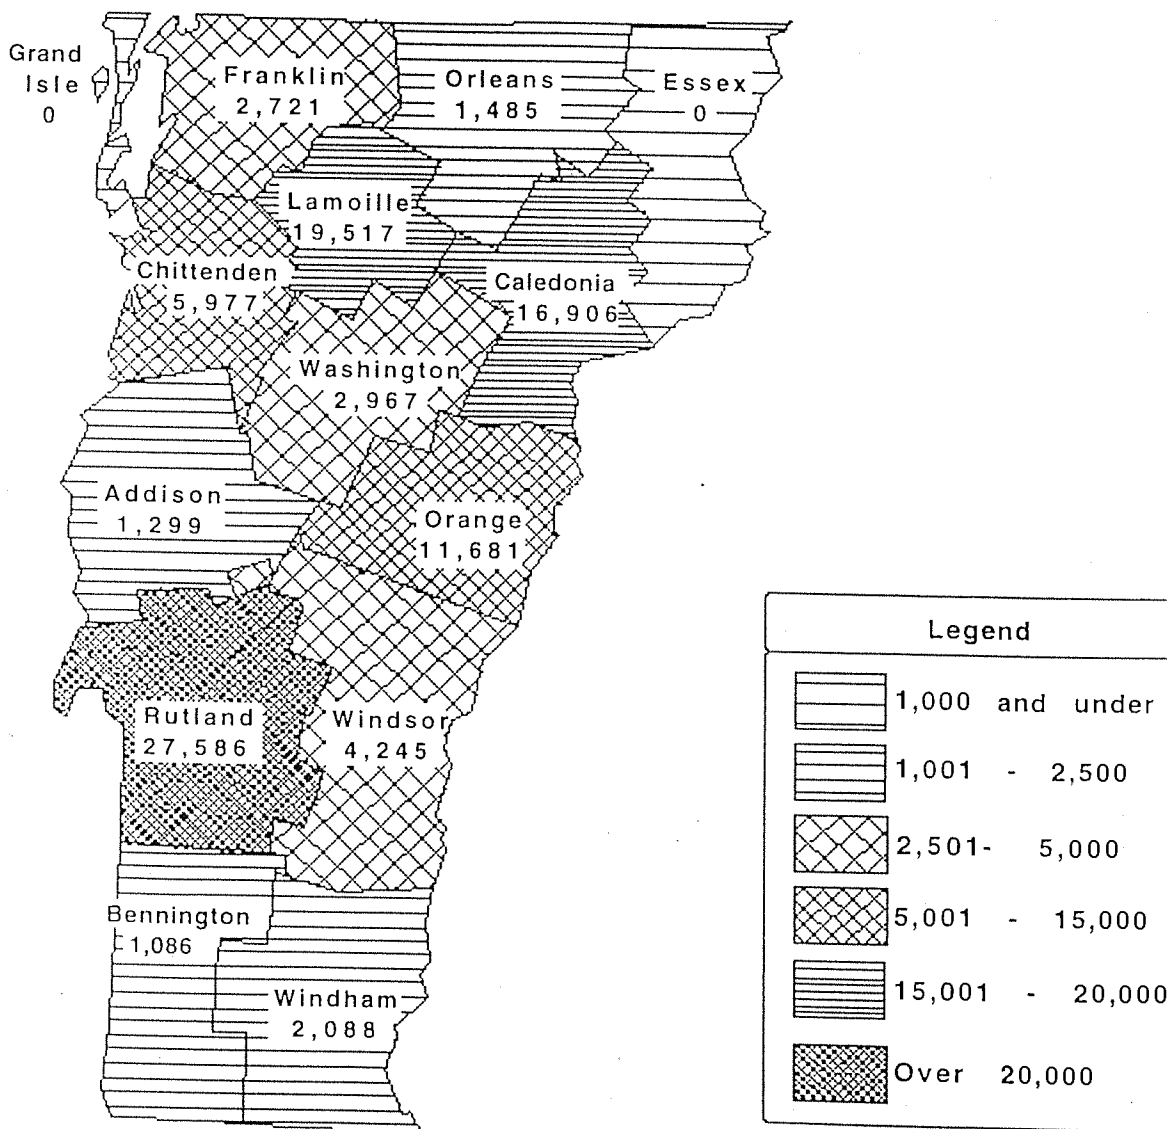 Grand
Isle
0
Franklin
2,721
Orleans
1,485
Essex
0
Lamoille
19,517
Chittenden
5,977
Caledonia
16,906
Washington
2,967
Addison
1,299
Orange
11,681
Rutland
27,586
Windsor
4,245
Bennington
1,086
Windham
2,088
Legend
1,000 and under
1,001 - 2,500
2,501- 5,000
5,001 - 15,000
15,001 - 20,000
Over 20,000